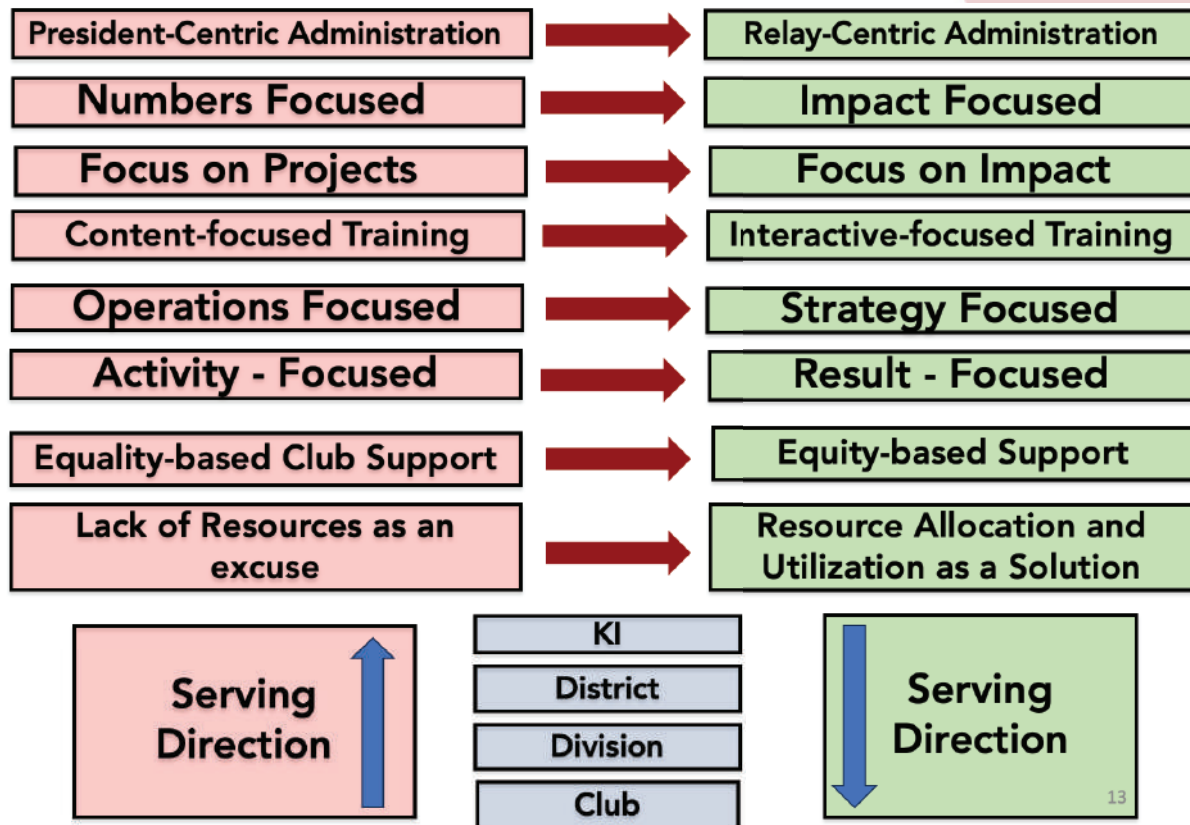 President-Centric Administration
Relay-Centric Administration
Numbers Focused
Impact Focused
Focus on Projects
Focus on Impact
Content-focused Training
Interactive-focused Training
Operations Focused
Strategy Focused
Activity - Focused
Result - Focused
Equality-based Club Support
Equity-based Support
Lack of Resources as an
excuse
Resource Allocation and
Utilization as a Solution
Serving
Direction
KI
District
Division
Club
Serving
Direction
13